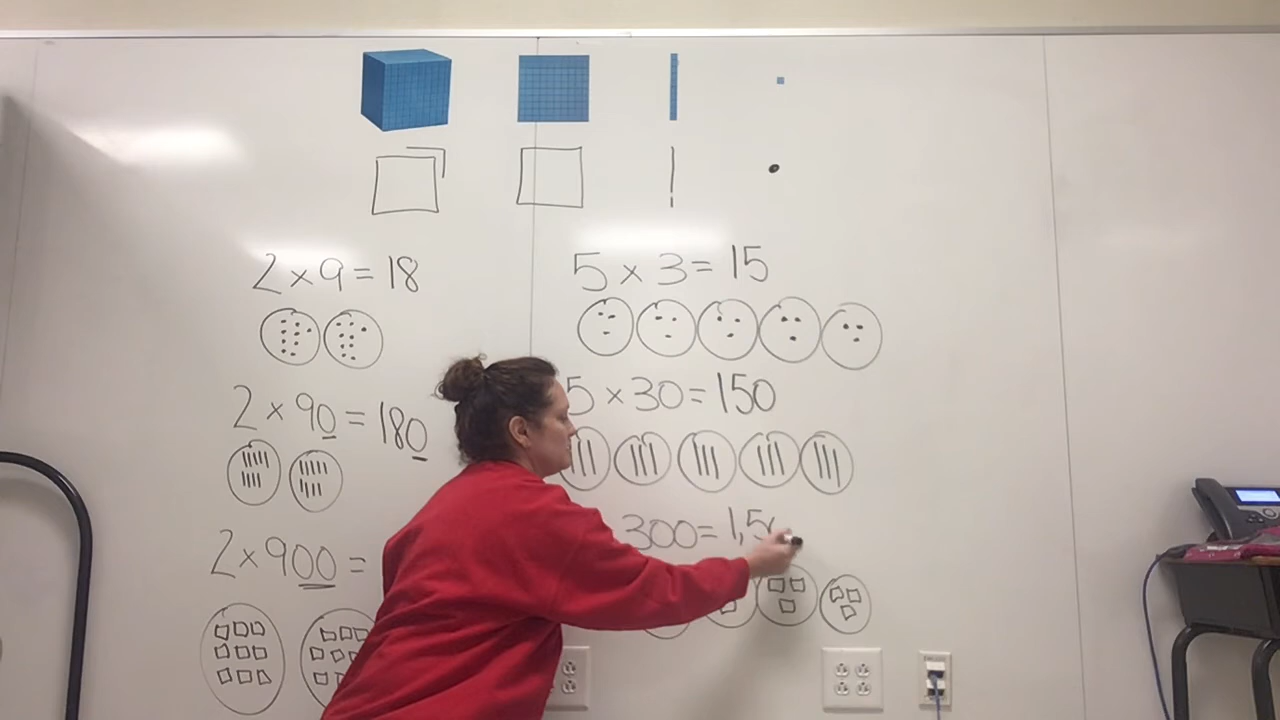 2 × 9 = 18
2 × 90 = 180
2 × 900 =
5 × 3 = 15
5 × 30 = 150
300 = 1,5